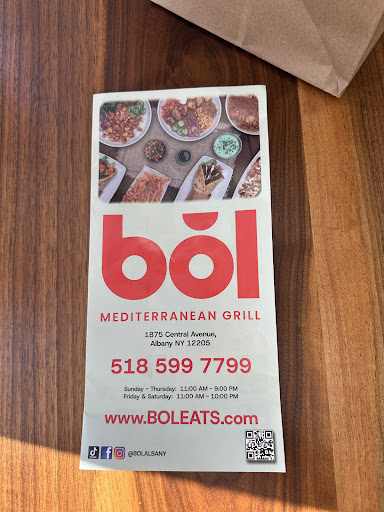 bōl
MEDITERRANEAN GRILL
1875 Central Avenue,
Albany NY 12205
518 599 7799
Sunday – Thursday: 11:00 AM – 9:00 PM
Friday & Saturday: 11:00 AM – 10:00 PM
www.BOLEATS.com
@BOLALBANY